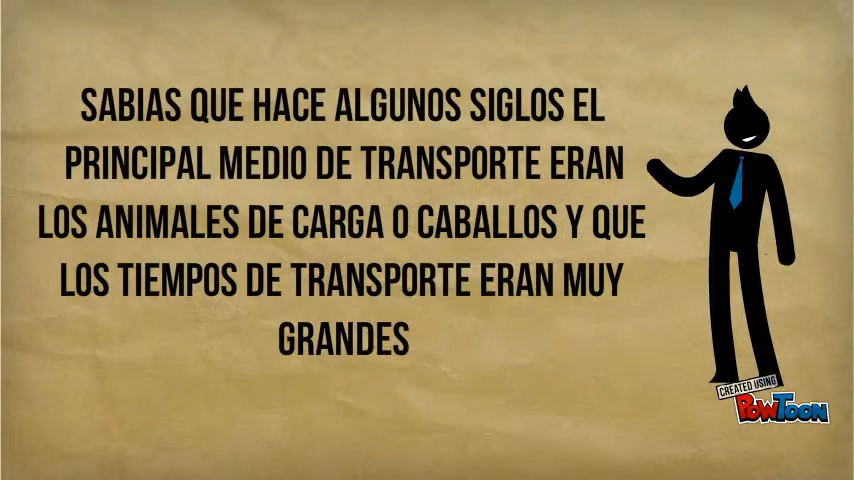 SABIAS QUE HACE ALGUNOS SIGLOS EL
PRINCIPAL MEDIO DE TRANSPORTE ERAN
LOS ANIMALES DE CARGA O CABALLOS Y QUE
LOS TIEMPOS DE TRANSPORTE ERAN MUY
GRANDES
CREATED USING
POWTOON